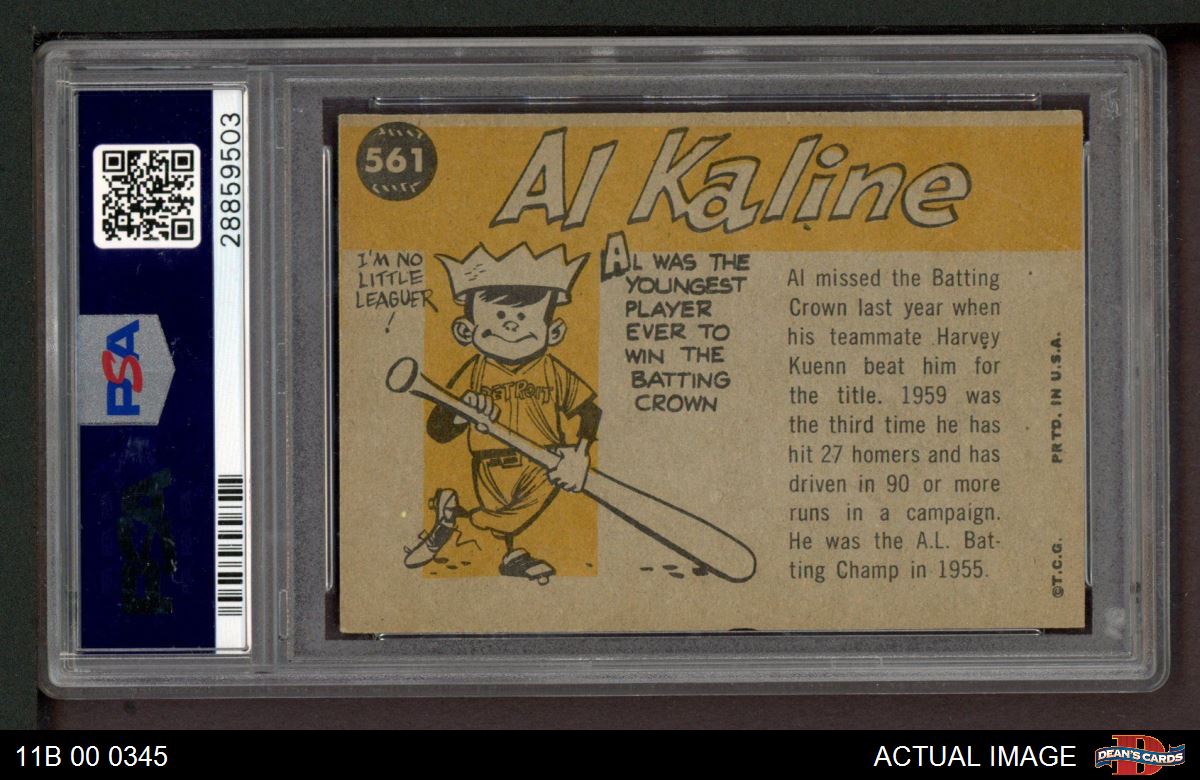 28859503
PSA
PSA
561
Al Kaline
I'M NO
LITTLE
LEAGUER
!
AL WAS THE
YOUNGEST
PLAYER
EVER TO
WIN THE
BATTING
CROWN
DETROIT
Al missed the Batting
Crown last year when
his teammate Harvey
Kuenn beat him for
the title. 1959 was
the third time he has
hit 27 homers and has
driven in 90 or more
runs in a campaign.
He was the A.L. Bat-
ting Champ in 1955.
©T.C.G. PRTD. IN U.S.A.
11B 00 0345
ACTUAL IMAGE
D
DEAN'S CARDS